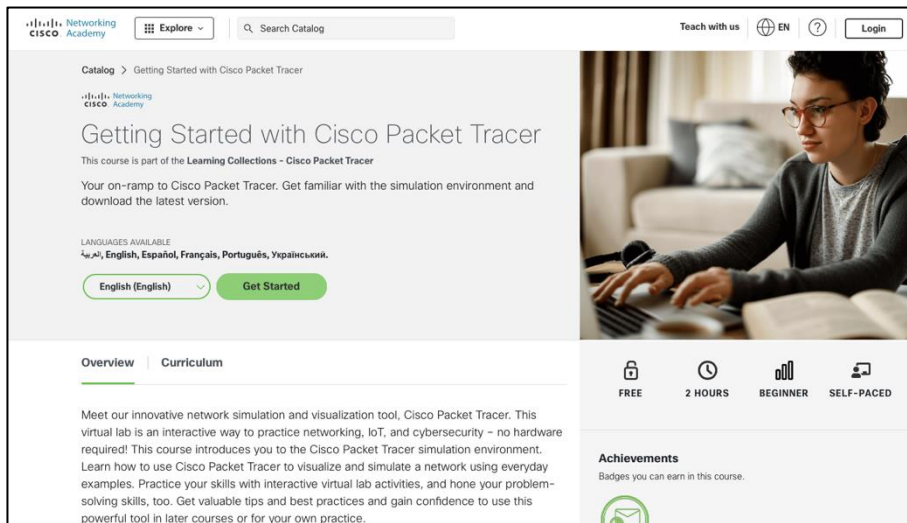 CISCO Networking Academy
Explore
Search Catalog
Teach with us
EN
?
Login
Catalog > Getting Started with Cisco Packet Tracer
CISCO Networking Academy
Getting Started with Cisco Packet Tracer
This course is part of the Learning Collections - Cisco Packet Tracer
Your on-ramp to Cisco Packet Tracer. Get familiar with the simulation environment and
download the latest version.
LANGUAGES AVAILABLE
العربية, English, Español, Français, Português, Український.
English (English)
Get Started
Overview
Curriculum
Meet our innovative network simulation and visualization tool, Cisco Packet Tracer. This
virtual lab is an interactive way to practice networking, IoT, and cybersecurity – no hardware
required! This course introduces you to the Cisco Packet Tracer simulation environment.
Learn how to use Cisco Packet Tracer to visualize and simulate a network using everyday
examples. Practice your skills with interactive virtual lab activities, and hone your problem-
solving skills, too. Get valuable tips and best practices and gain confidence to use this
powerful tool in later courses or for your own practice.
FREE
2 HOURS
BEGINNER
SELF-PACED
Achievements
Badges you can earn in this course.